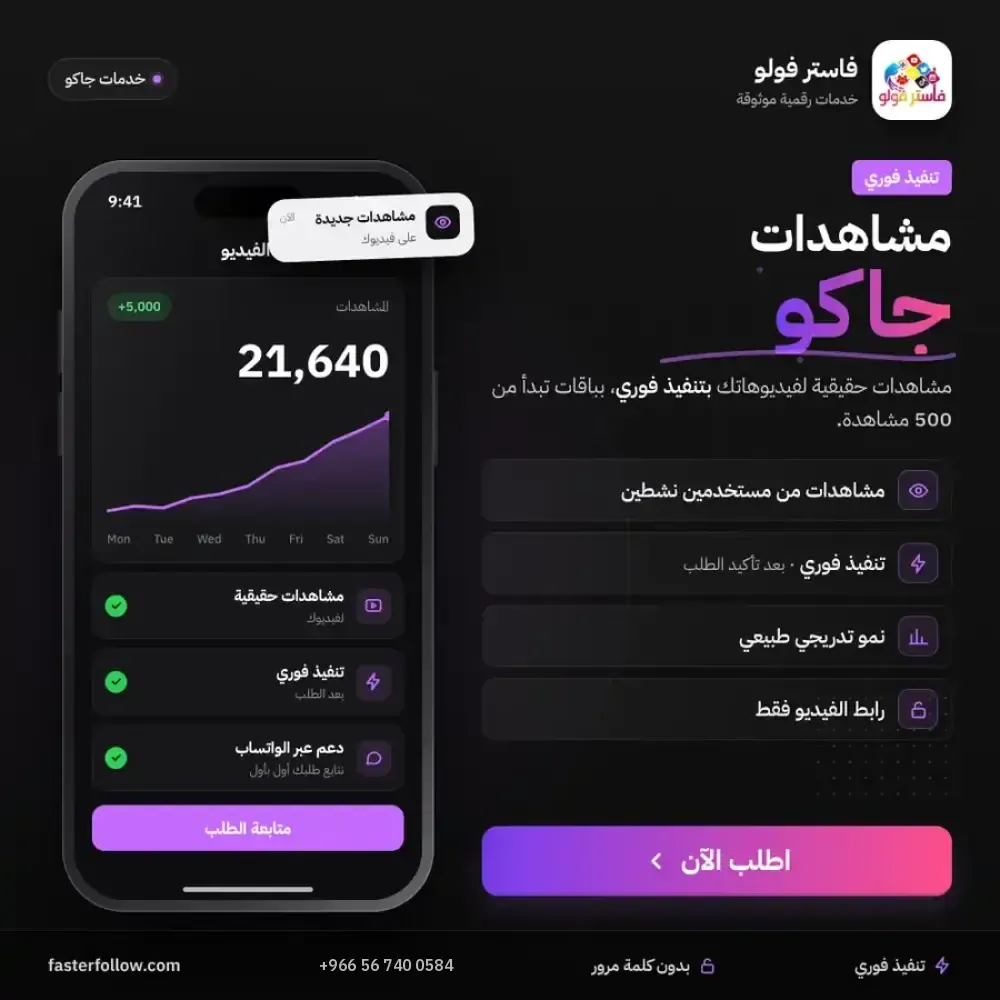 فاستر فولو
خدمات رقمية موثوقة
فاستر فولو
خدمات جاكو
تنفيذ فوري
مشاهدات
جاكو
مشاهدات حقيقية لفيديوهاتك بتنفيذ فوري، بباقات تبدأ من
500 مشاهدة.
مشاهدات من مستخدمين نشطين
تنفيذ فوري · بعد تأكيد الطلب
نمو تدريجي طبيعي
رابط الفيديو فقط
اطلب الآن
9:41
مشاهدات جديدة
الآن
على فيديوك
الفيديو
المشاهدات
+5,000
21,640
Mon Tue Wed Thu Fri Sat Sun
مشاهدات حقيقية
لفيديوك
تنفيذ فوري
بعد الطلب
دعم عبر الواتساب
نتابع طلبك أول بأول
متابعة الطلب
تنفيذ فوري
بدون كلمة مرور
+966 56 740 0584
fasterfollow.com